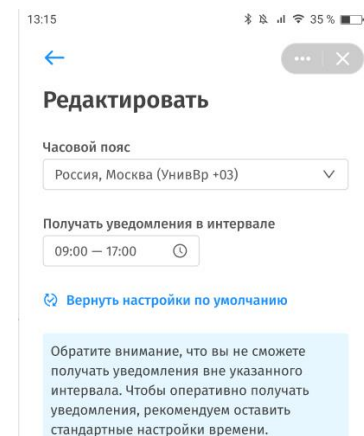 13:15
35 %
Редактировать
Часовой пояс
Россия, Москва (УнивВр +03)
Получать уведомления в интервале
09:00 — 17:00
Вернуть настройки по умолчанию
Обратите внимание, что вы не сможете
получать уведомления вне указанного
интервала. Чтобы оперативно получать
уведомления, рекомендуем оставить
стандартные настройки времени.